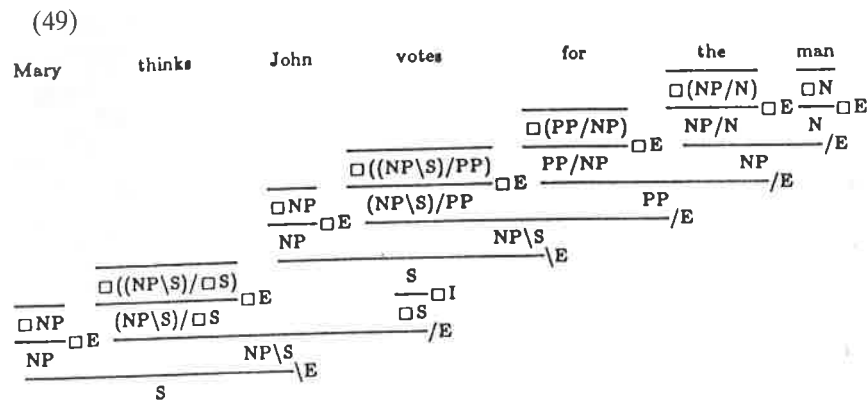 (49)
Mary thinks John votes for the man
□(NP/N) □N
□E □E
□(PP/NP) NP/N N
□E /E
□((NP\S)/PP) PP/NP NP
□E /E
□NP (NP\S)/PP PP
□E /E
NP NP\S
\E
□((NP\S)/□S) S
□E □I
□NP (NP\S)/□S □S
□E /E
NP NP\S
\E
S